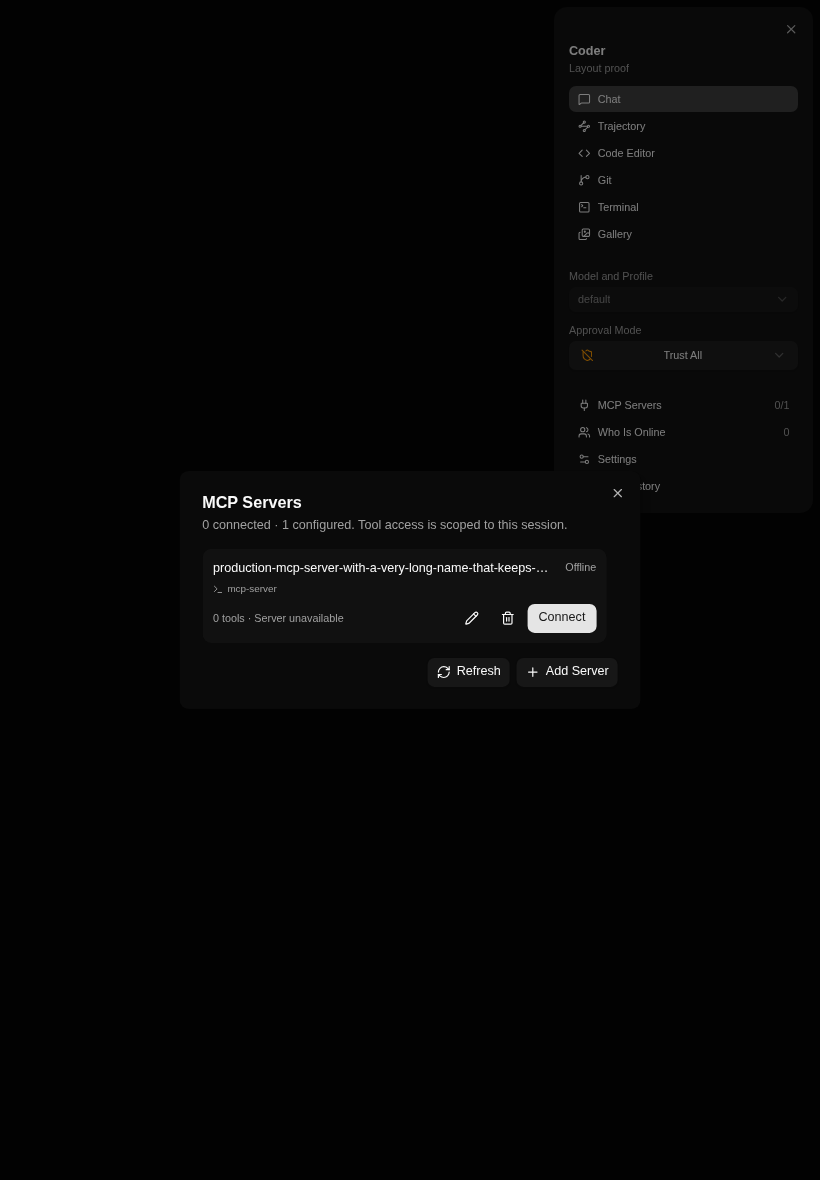 Coder
Layout proof
Chat
Trajectory
Code Editor
Git
Terminal
Gallery
Model and Profile
default
Approval Mode
Trust All
MCP Servers 0/1
Who Is Online 0
Settings
story
MCP Servers
0 connected · 1 configured. Tool access is scoped to this session.
production-mcp-server-with-a-very-long-name-that-keeps-... Offline
mcp-server
0 tools · Server unavailable Connect
Refresh Add Server